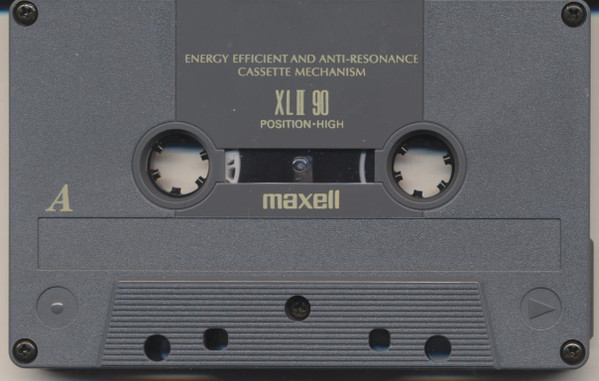 ENERGY EFFICIENT AND ANTI-RESONANCE
CASSETTE MECHANISM
XLII 90
POSITION•HIGH
A
maxell